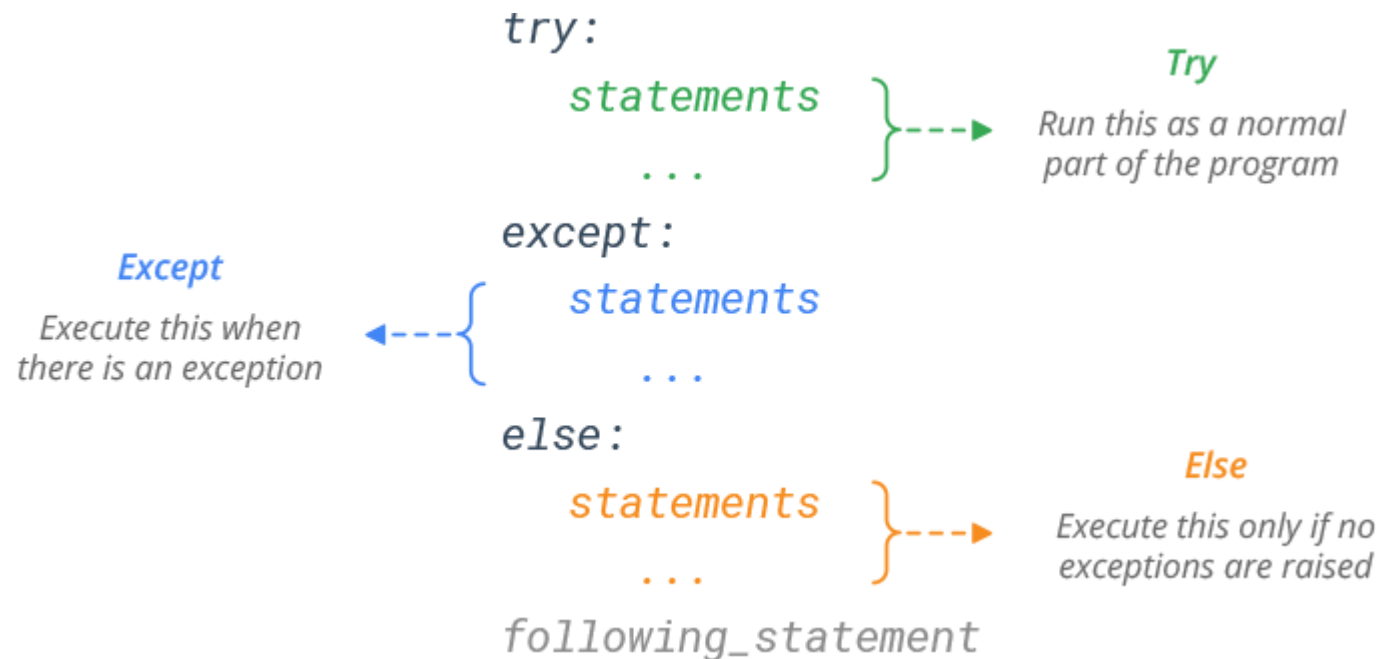 try:
statements
...
Try
Run this as a normal
part of the program
except:
statements
...
Except
Execute this when
there is an exception
else:
statements
...
Else
Execute this only if no
exceptions are raised
following_statement